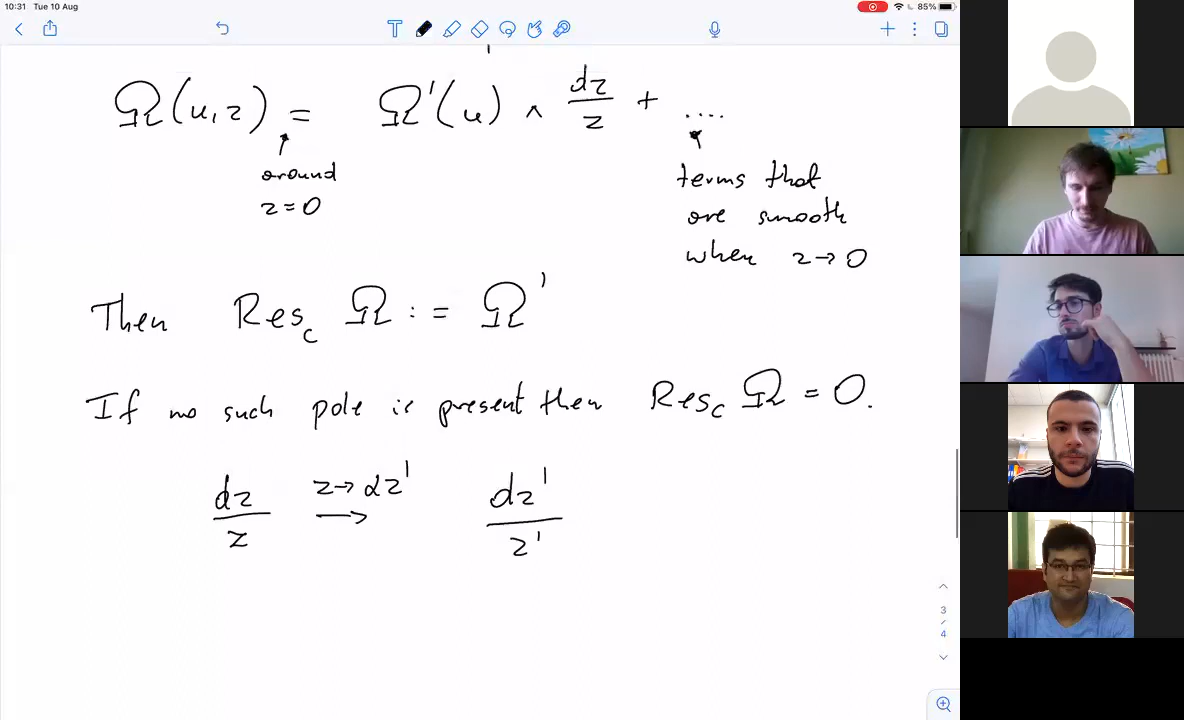 10:31 Tue 10 Aug 85%
T
Ω(u,z) = Ω'(u) ∧ dz/z + ....
around
z=0
terms that
are smooth
when z→0
Then Res_C Ω := Ω'
If no such pole is present then Res_C Ω = 0.
dz/z z→αz' ⟶ dz'/z'
3
/
4